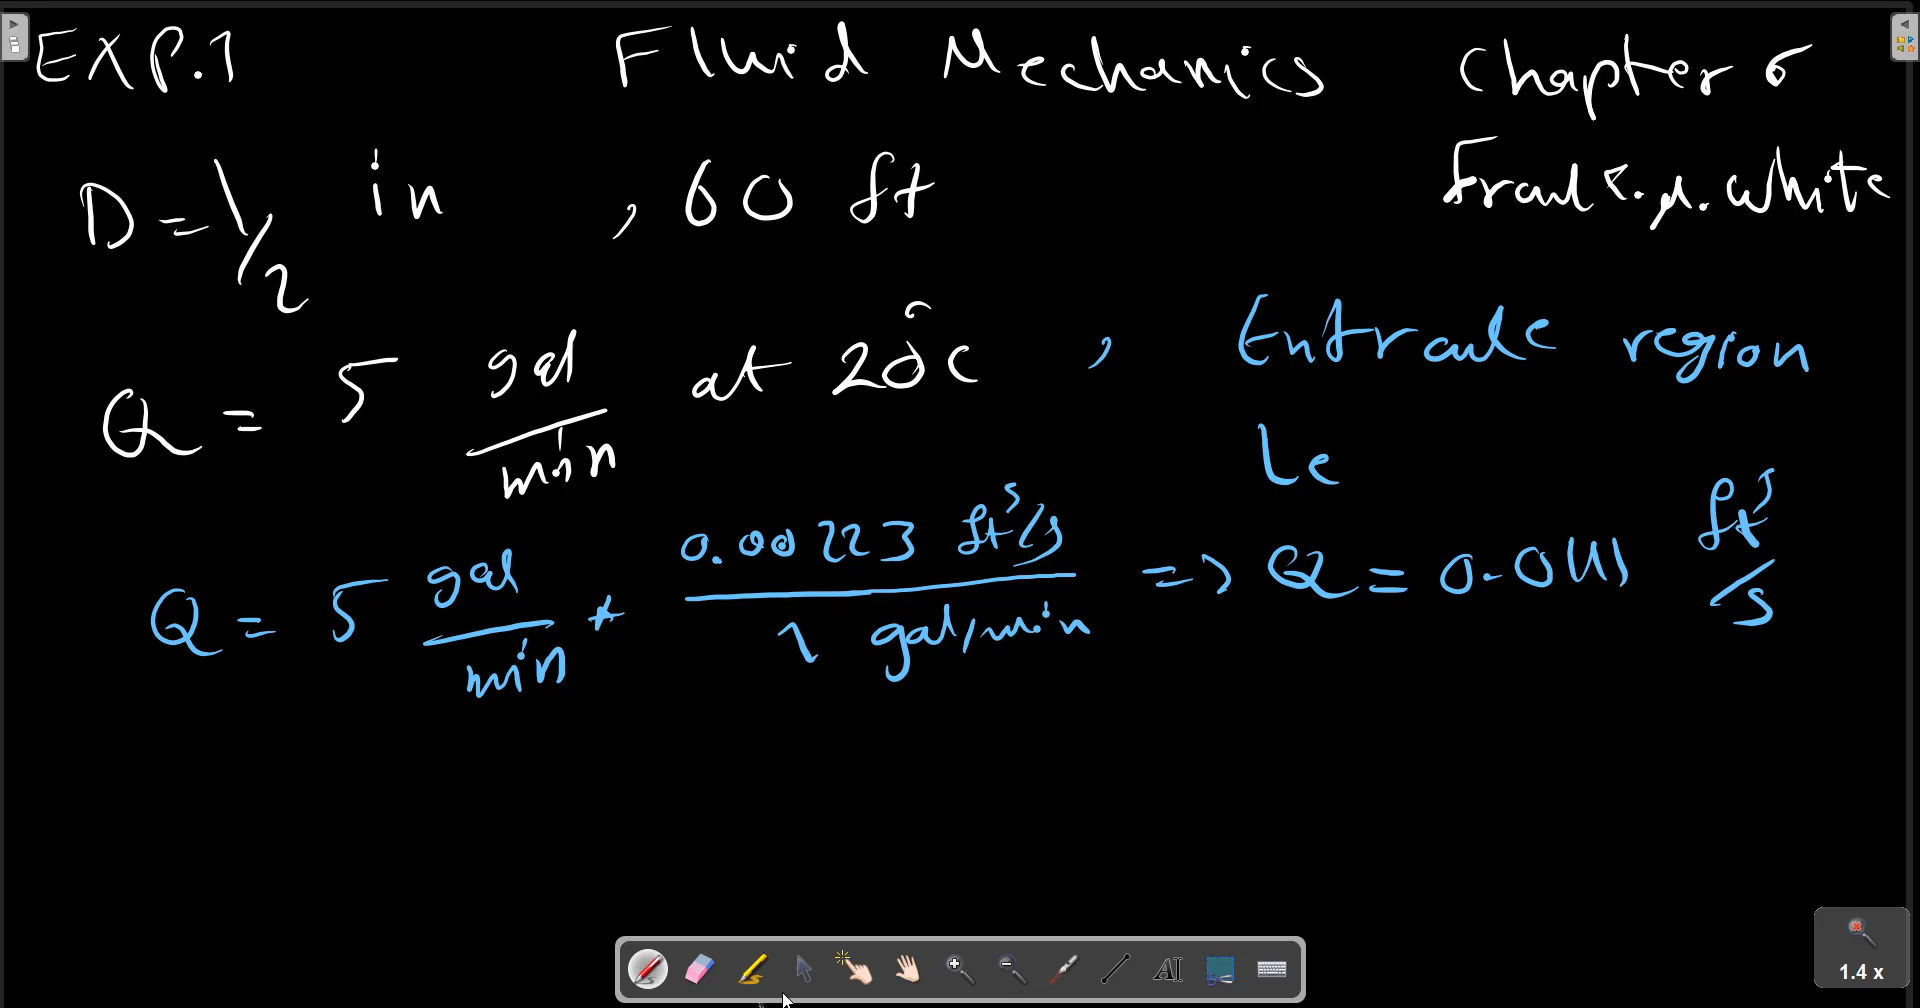 EXP.1 Fluid Mechanics Chapter 6
D = 1/2 in , 60 ft Frank.M. White
Q = 5 gal/min at 20°C , Entrance region
Le
Q = 5 gal/min * 0.00223 ft³/s / 1 gal/min => Q = 0.0111 ft³/s
1.4 x